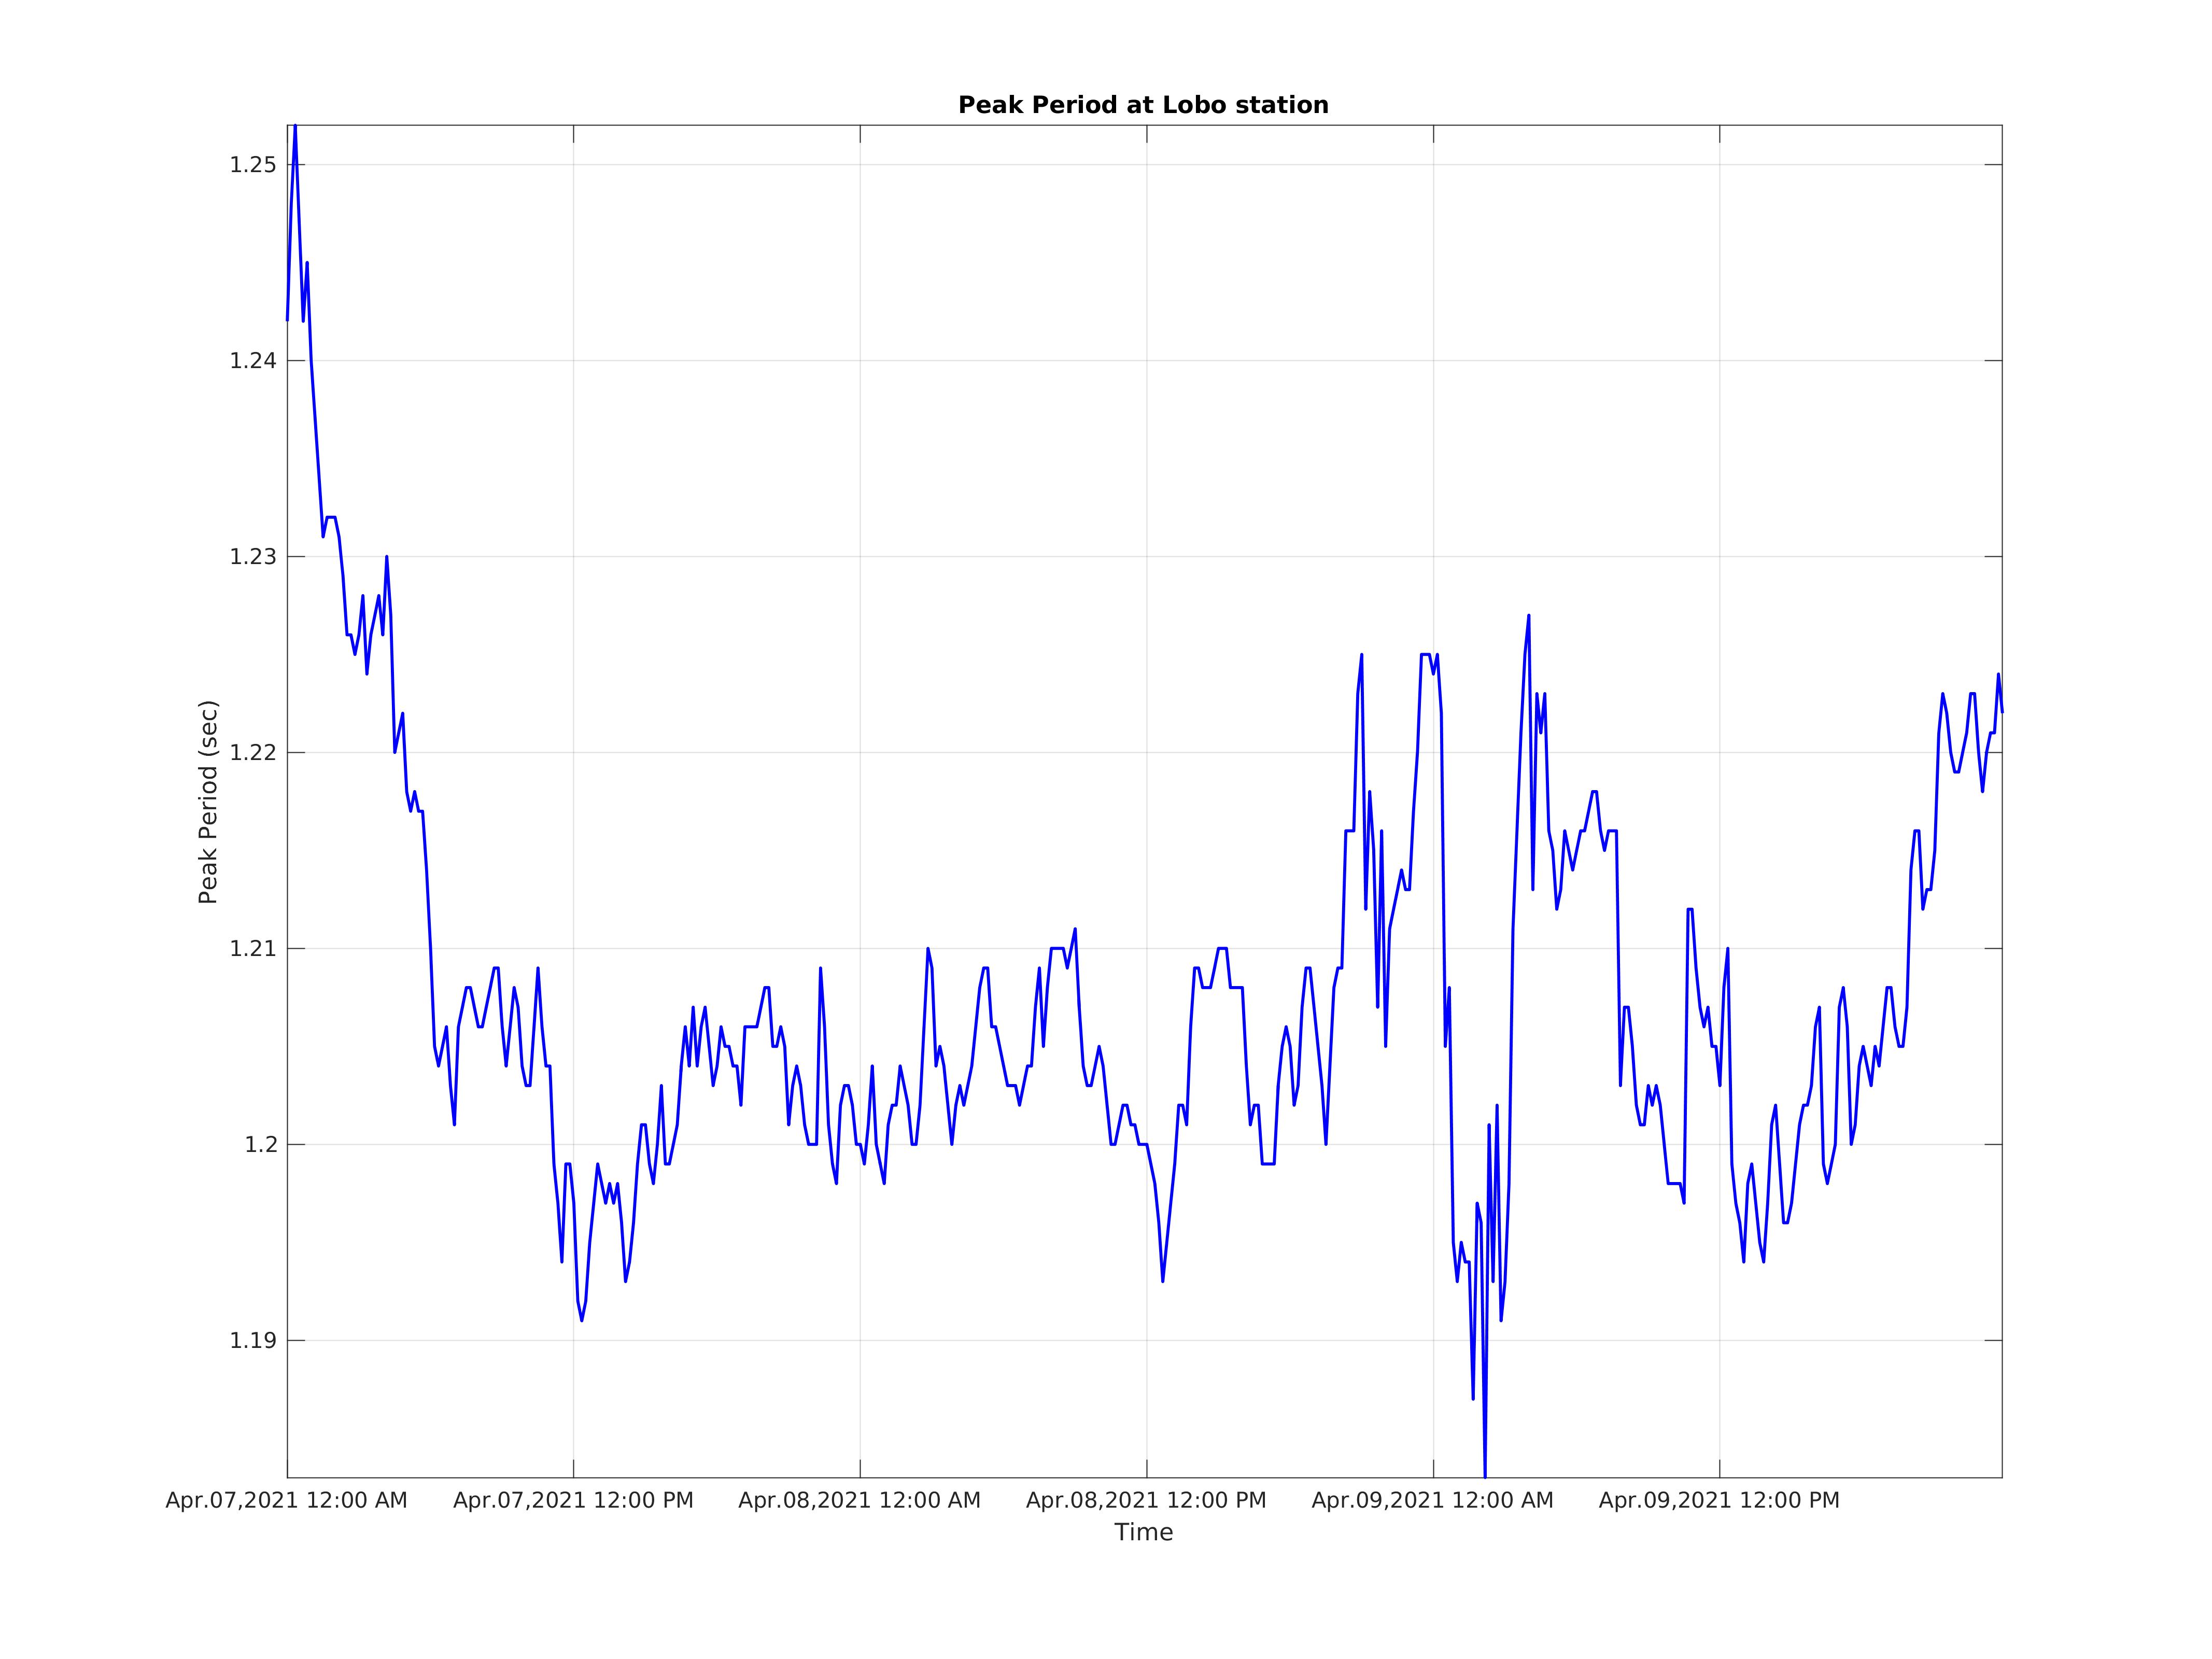 Peak Period at Lobo station
1.25
1.24
1.23
1.22
1.21
1.2
1.19
Peak Period (sec)
Apr.07,2021 12:00 AM
Apr.07,2021 12:00 PM
Apr.08,2021 12:00 AM
Apr.08,2021 12:00 PM
Apr.09,2021 12:00 AM
Apr.09,2021 12:00 PM
Time